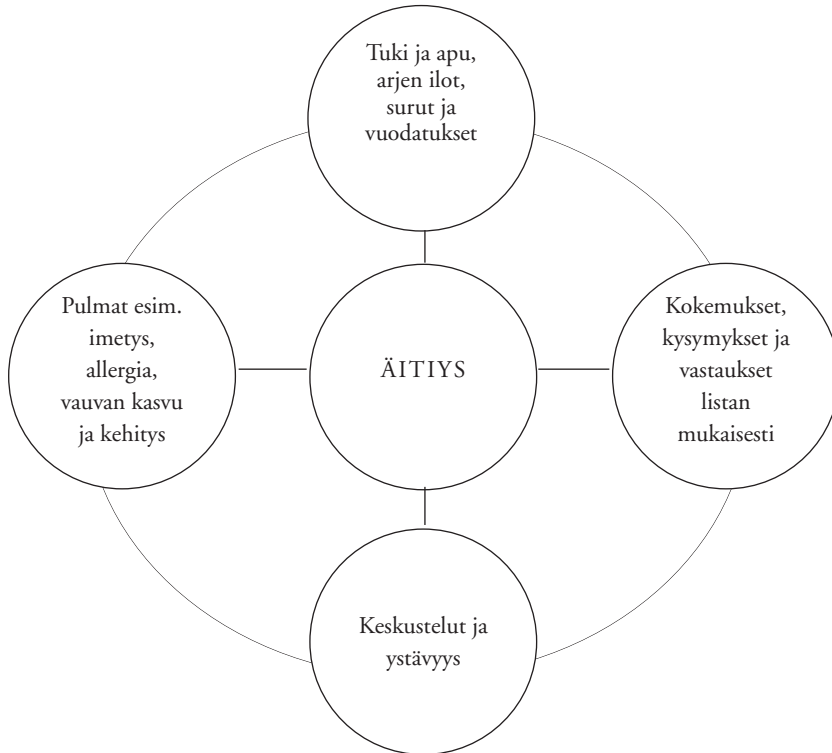 Tuki ja apu,
arjen ilot,
surut ja
vuodatukset
Pulmat esim.
imetys,
allergia,
vauvan kasvu
ja kehitys
ÄITIYS
Kokemukset,
kysymykset ja
vastaukset
listan
mukaisesti
Keskustelut ja
ystävyys